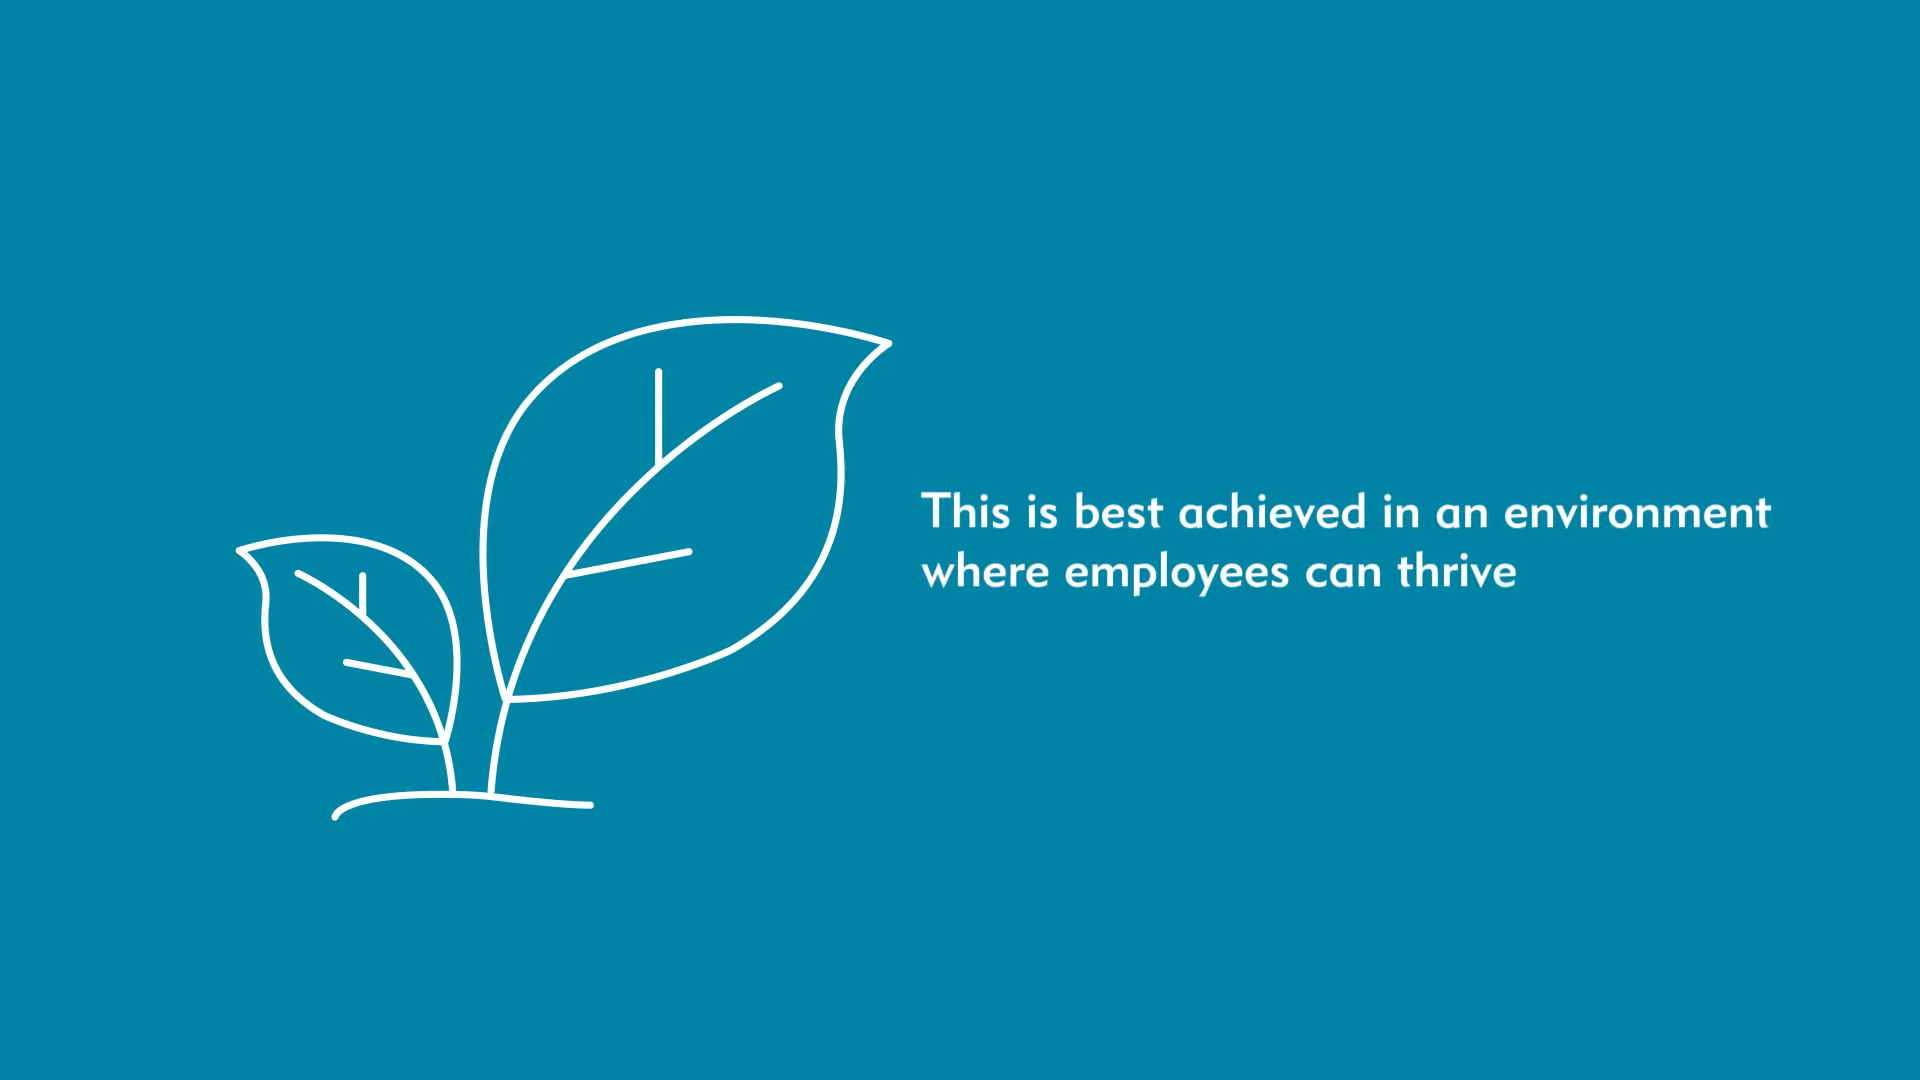 This is best achieved in an environment
where employees can thrive